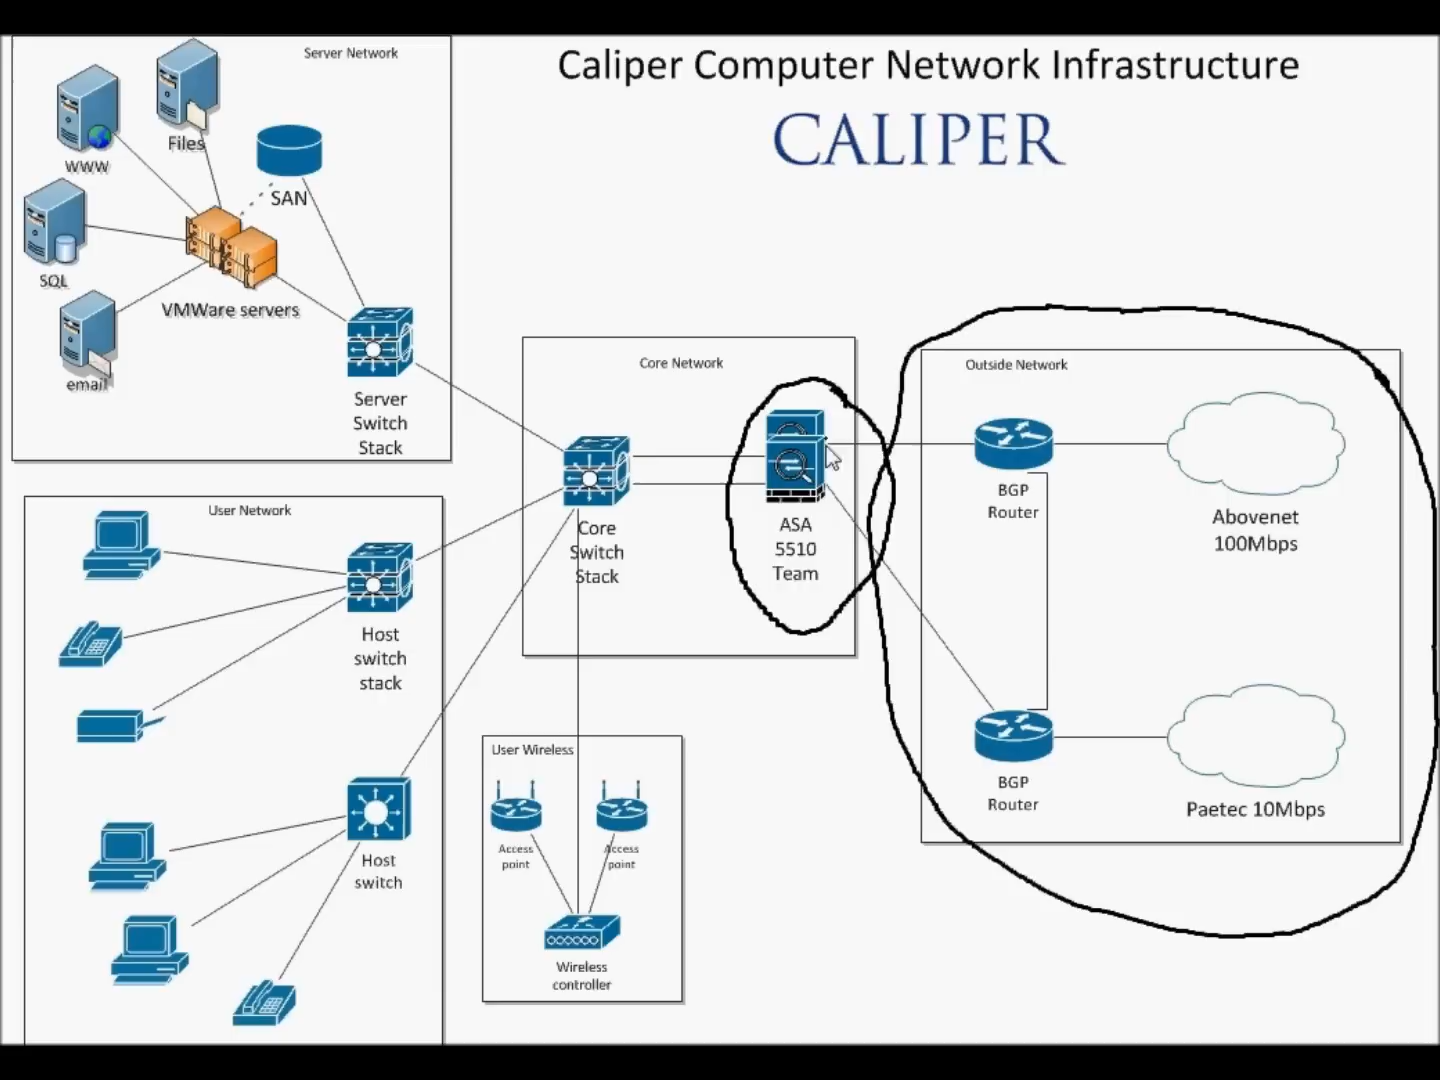 Caliper Computer Network Infrastructure
CALIPER
Server Network
WWW
Files
SAN
SQL
VMWare servers
email
Server
Switch
Stack
User Network
Host
switch
stack
Host
switch
Core Network
Core
Switch
Stack
ASA
5510
Team
User Wireless
Access
point
Access
point
Wireless
controller
Outside Network
BGP
Router
Abovenet
100Mbps
BGP
Router
Paetec 10Mbps